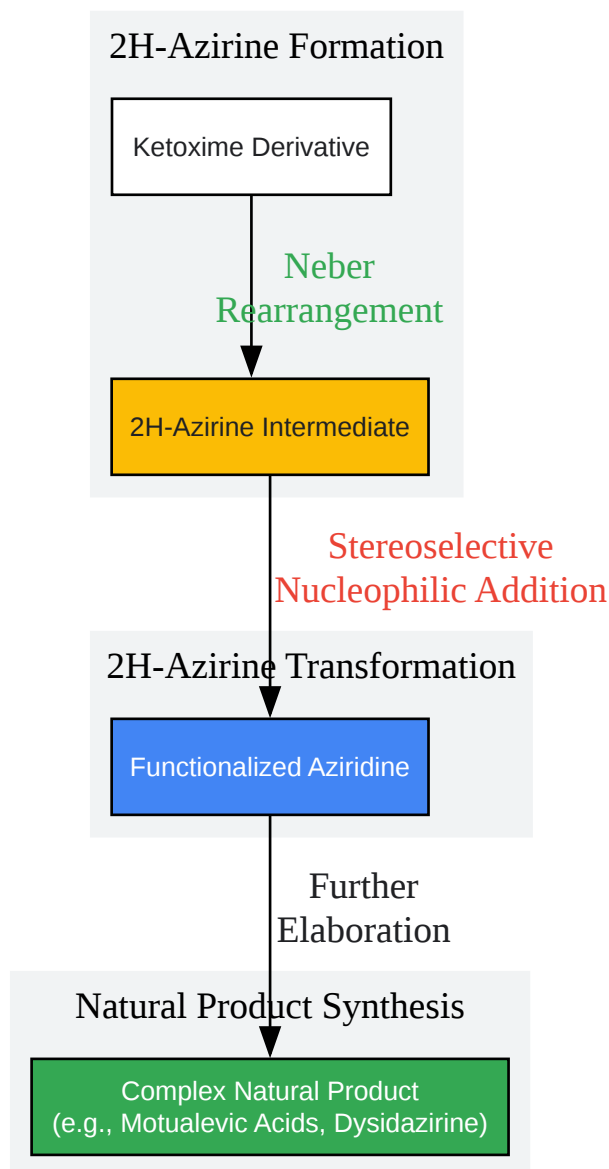 2H-Azirine Formation
Ketoxime Derivative
Neber
Rearrangement
2H-Azirine Intermediate
Stereoselective
Nucleophilic Addition
2H-Azirine Transformation
Functionalized Aziridine
Further
Elaboration
Natural Product Synthesis
Complex Natural Product
(e.g., Motualevic Acids, Dysidazirine)